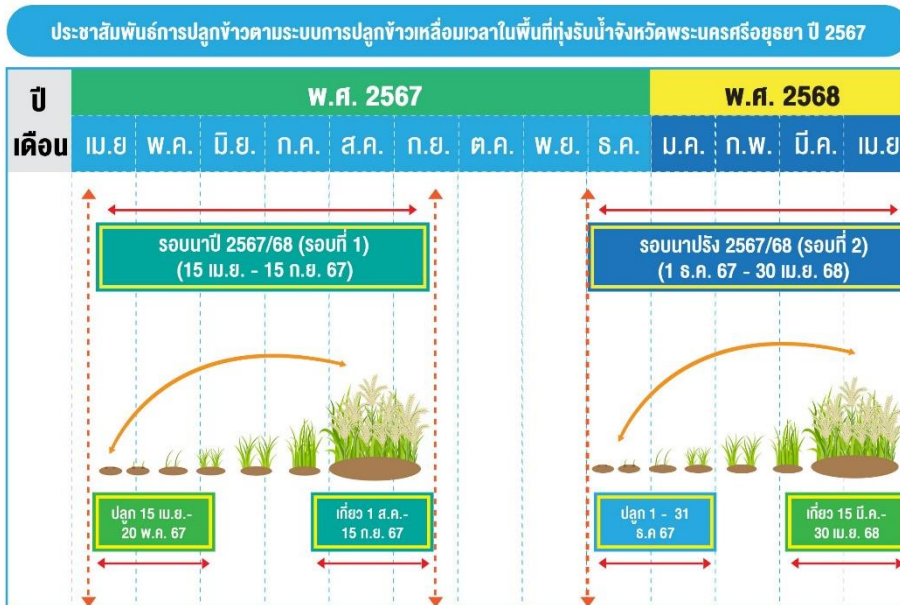 ประชาสัมพันธ์การปลูกข้าวตามระบบการปลูกข้าวเหลื่อมเวลาในพื้นที่ทุ่งรับน้ำจังหวัดพระนครศรีอยุธยา ปี 2567
ปี
พ.ศ. 2567
พ.ศ. 2568
เดือน
เม.ย
พ.ค.
มิ.ย.
ก.ค.
ส.ค.
ก.ย.
ต.ค.
พ.ย.
ธ.ค.
ม.ค.
ก.พ.
มี.ค.
เม.ย
รอบนาปี 2567/68 (รอบที่ 1)
(15 เม.ย. - 15 ก.ย. 67)
รอบนาปรัง 2567/68 (รอบที่ 2)
(1 ธ.ค. 67 - 30 เม.ย. 68)
ปลูก 15 เม.ย.-
20 พ.ค. 67
เกี่ยว 1 ส.ค.-
15 ก.ย. 67
ปลูก 1 - 31
ธ.ค 67
เกี่ยว 15 มี.ค.-
30 เม.ย. 68